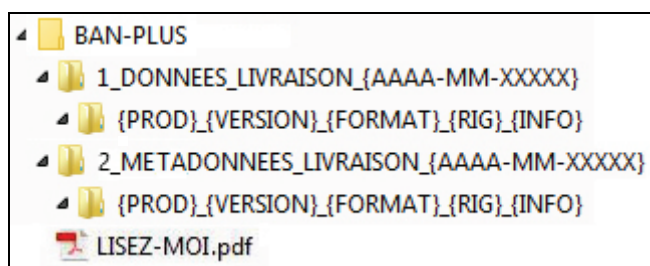 BAN-PLUS
1_DONNEES_LIVRAISON_{AAAA-MM-XXXXX}
{PROD}_{VERSION}_{FORMAT}_{RIG}_{INFO}
2_METADONNEES_LIVRAISON_{AAAA-MM-XXXXX}
{PROD}_{VERSION}_{FORMAT}_{RIG}_{INFO}
LISEZ-MOI.pdf